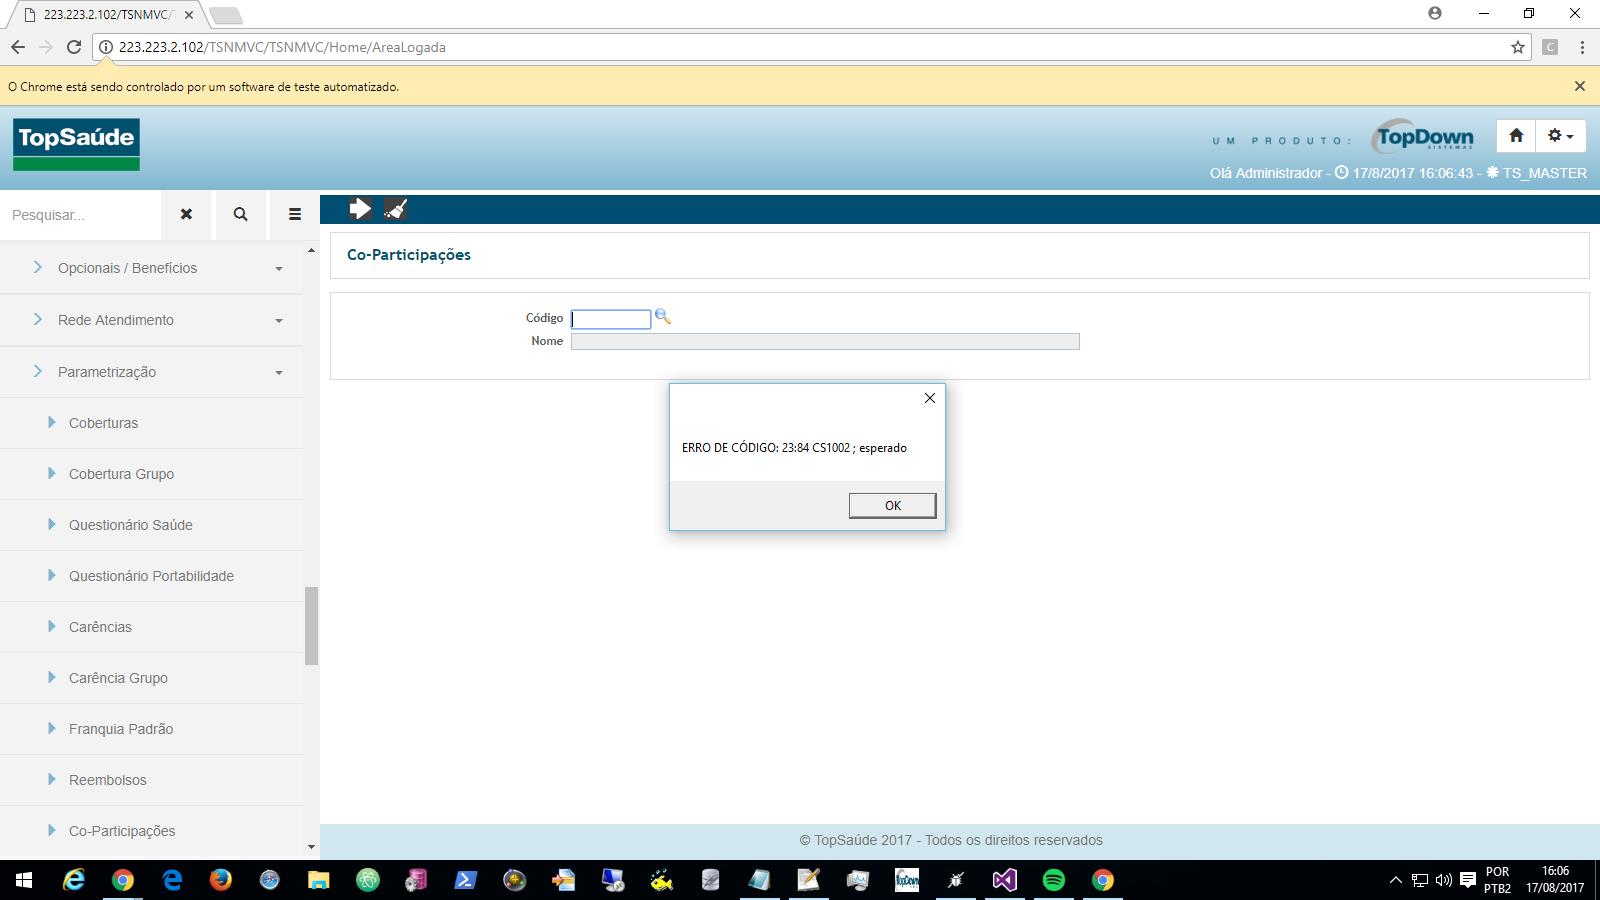 223.223.2.102/TSNMVC/T
223.223.2.102/TSNMVC/TSNMVC/Home/AreaLogada
C
O Chrome está sendo controlado por um software de teste automatizado.
TopSaúde
UM PRODUTO:
TopDown
SISTEMAS
Olá Administrador - 17/8/2017 16:06:43 - TS_MASTER
Pesquisar...
Opcionais / Benefícios
Rede Atendimento
Parametrização
Coberturas
Cobertura Grupo
Questionário Saúde
Questionário Portabilidade
Carências
Carência Grupo
Franquia Padrão
Reembolsos
Co-Participações
Co-Participações
Código
Nome
ERRO DE CÓDIGO: 23:84 CS1002 ; esperado
OK
© TopSaúde 2017 - Todos os direitos reservados
TopDown
POR
PTB2
16:06
17/08/2017